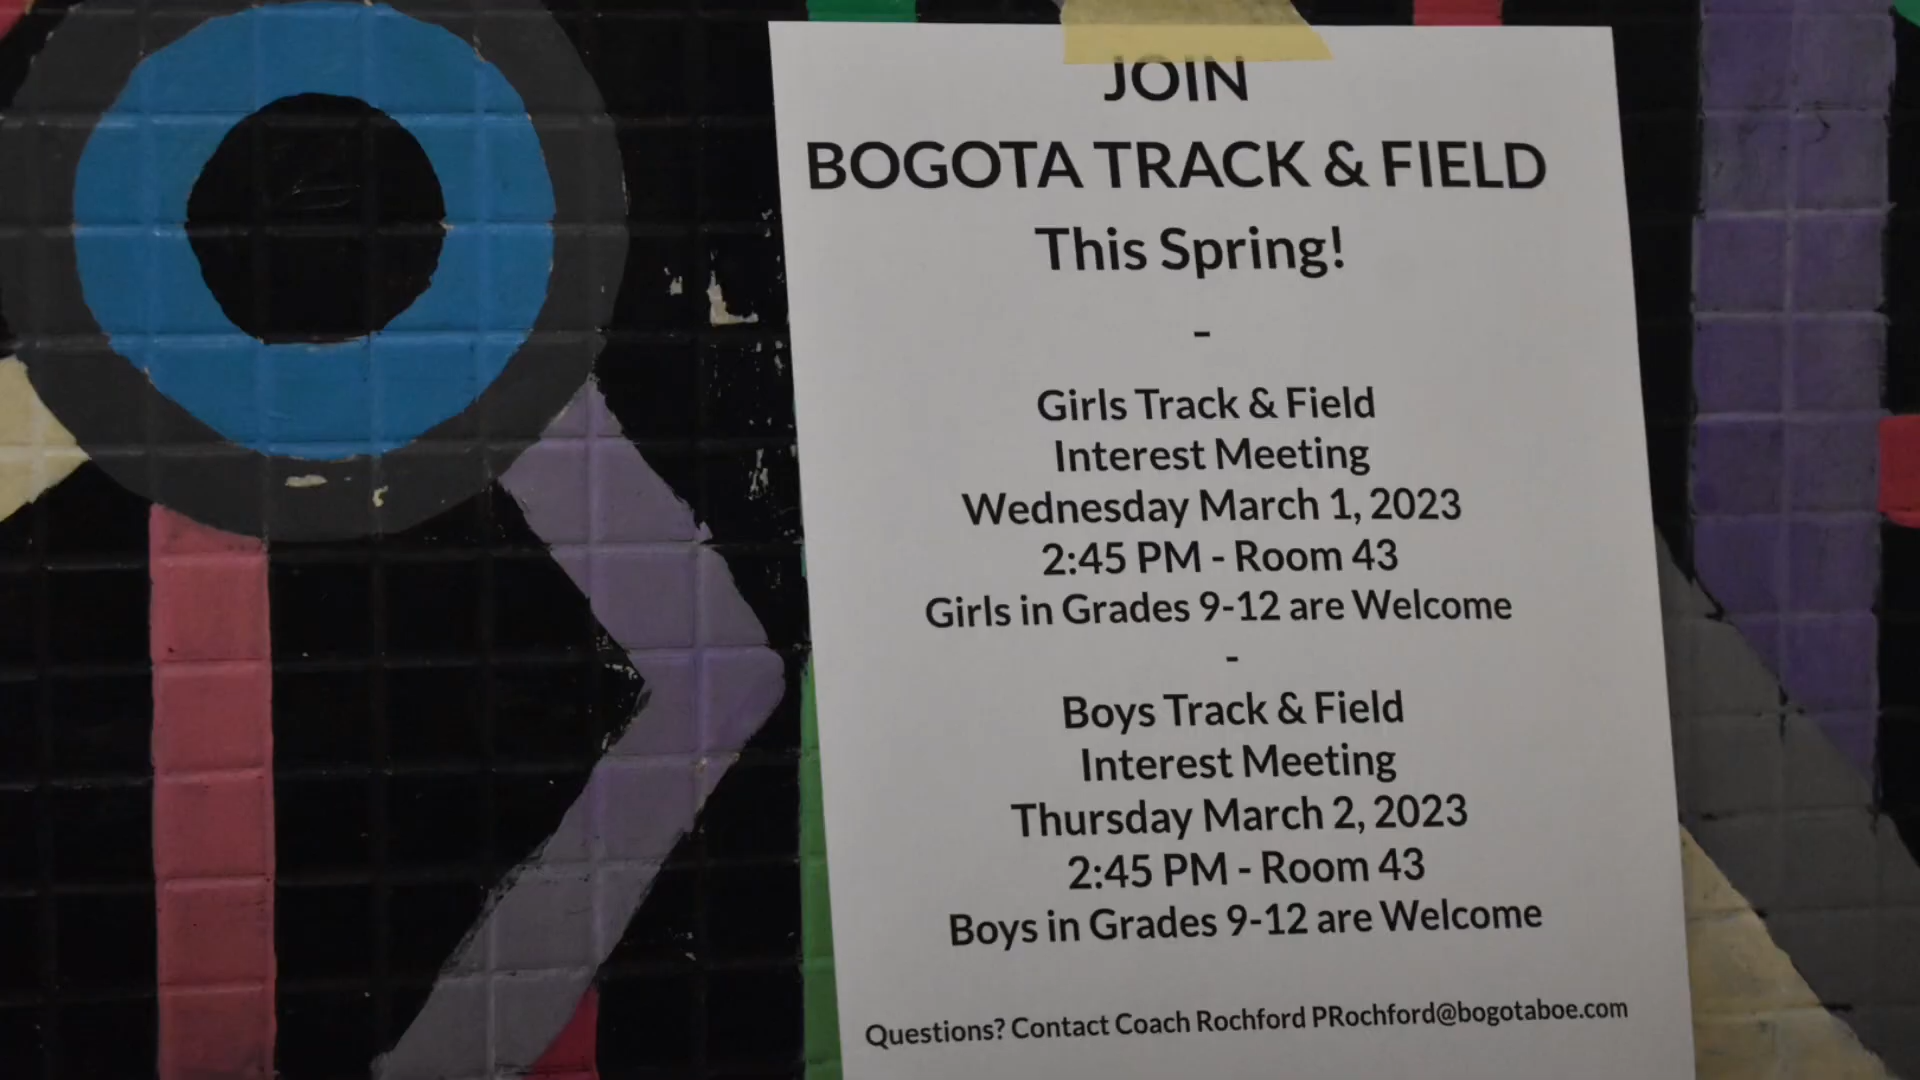 JOIN
BOGOTA TRACK & FIELD
This Spring!
-
Girls Track & Field
Interest Meeting
Wednesday March 1, 2023
2:45 PM - Room 43
Girls in Grades 9-12 are Welcome
-
Boys Track & Field
Interest Meeting
Thursday March 2, 2023
2:45 PM - Room 43
Boys in Grades 9-12 are Welcome
Questions? Contact Coach Rochford PRochford@bogotaboe.com